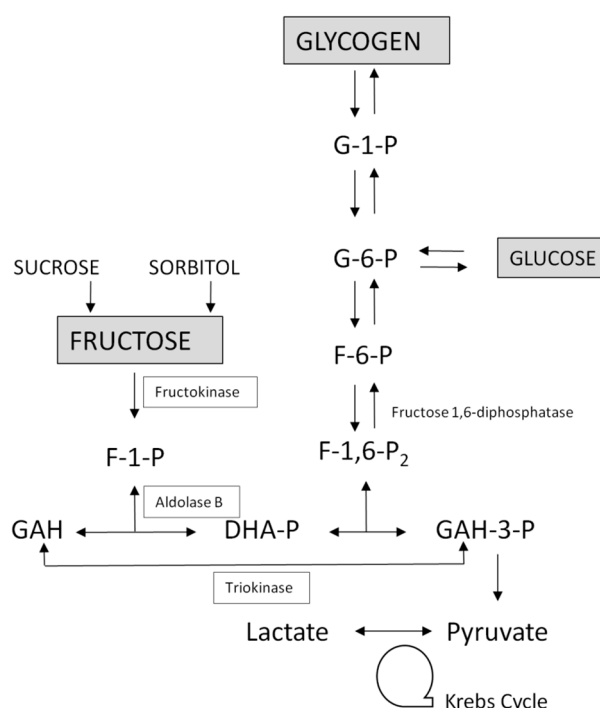 GLYCOGEN
G-1-P
G-6-P
GLUCOSE
SUCROSE
SORBITOL
FRUCTOSE
F-6-P
Fructokinase
Fructose 1,6-diphosphatase
F-1-P
F-1,6-P₂
Aldolase B
GAH
DHA-P
GAH-3-P
Triokinase
Lactate
Pyruvate
Krebs Cycle